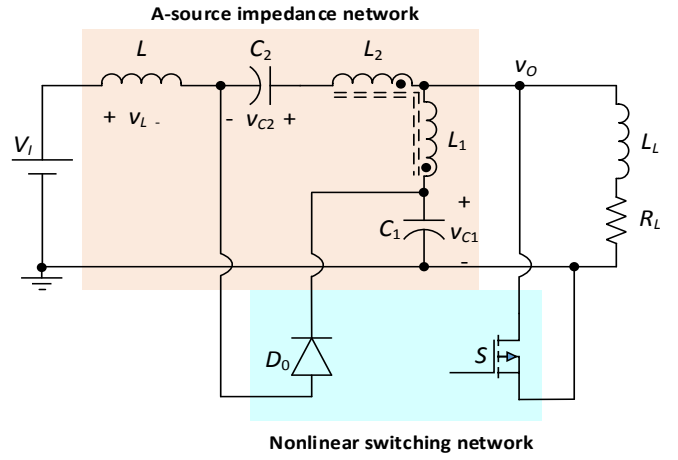 A-source impedance network
L C2 L2 vO
+ vL - - vC2 +
VI L1 LL
+
C1 vC1 RL
-
D0 S
Nonlinear switching network